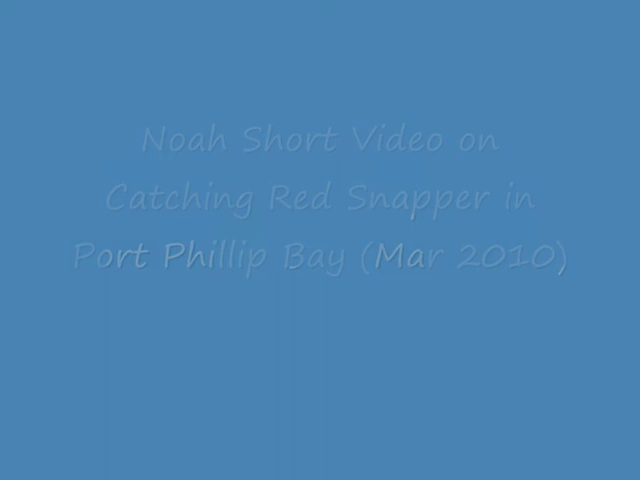 Noah Short Video on
Catching Red Snapper in
Port Phillip Bay (Mar 2010)